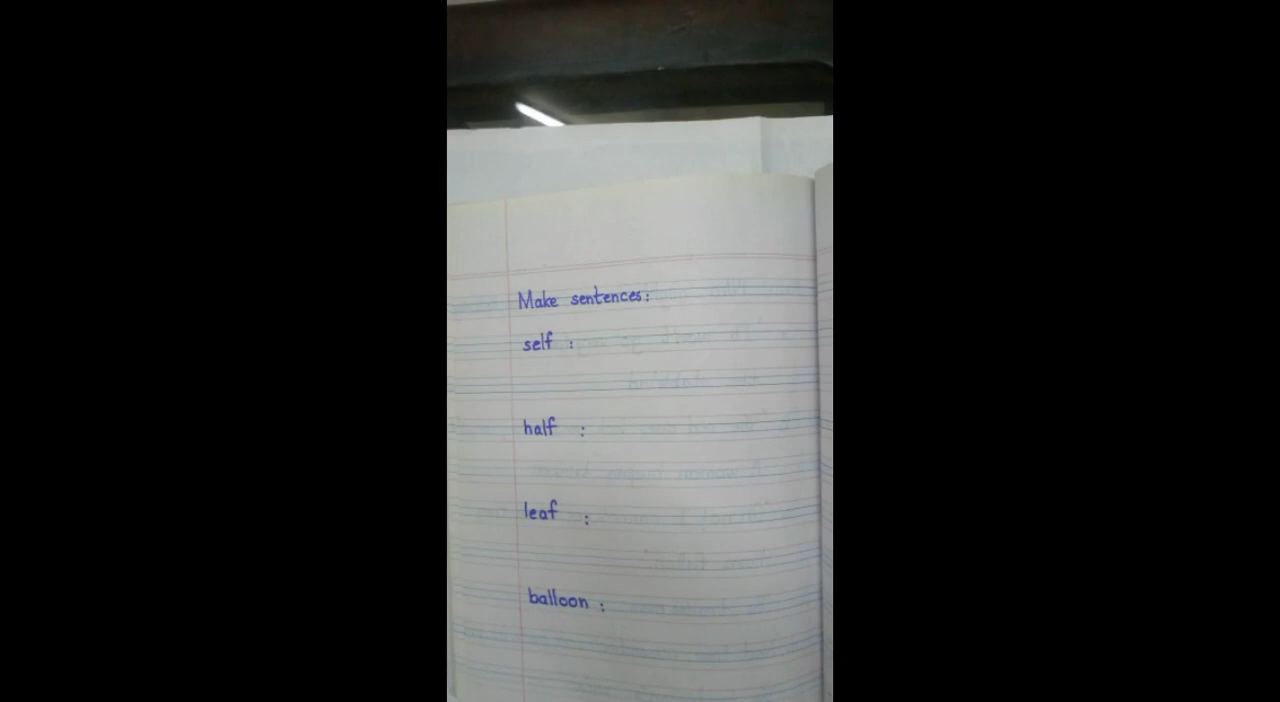 Make sentences:
self :
half :
leaf :
balloon :